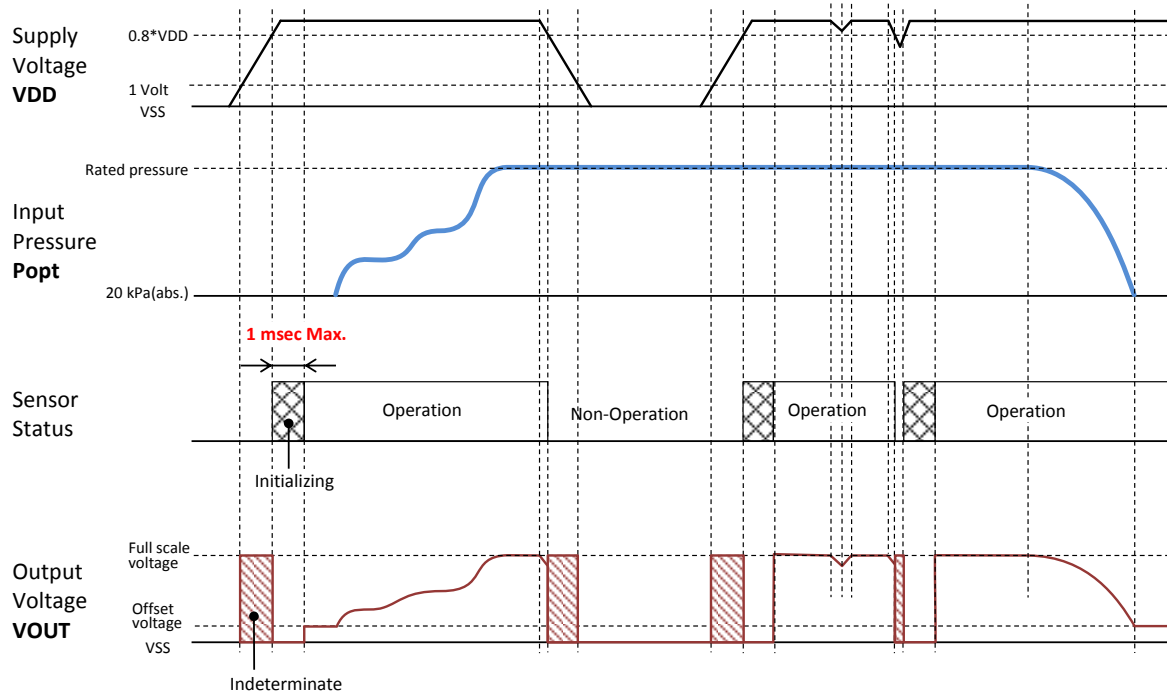 Supply
Voltage
VDD
0.8*VDD
1 Volt
VSS
Input
Pressure
Popt
Rated pressure
20 kPa(abs.)
1 msec Max.
Sensor
Status
Operation
Non-Operation
Operation
Operation
Initializing
Output
Voltage
VOUT
Full scale
voltage
Offset
voltage
VSS
Indeterminate